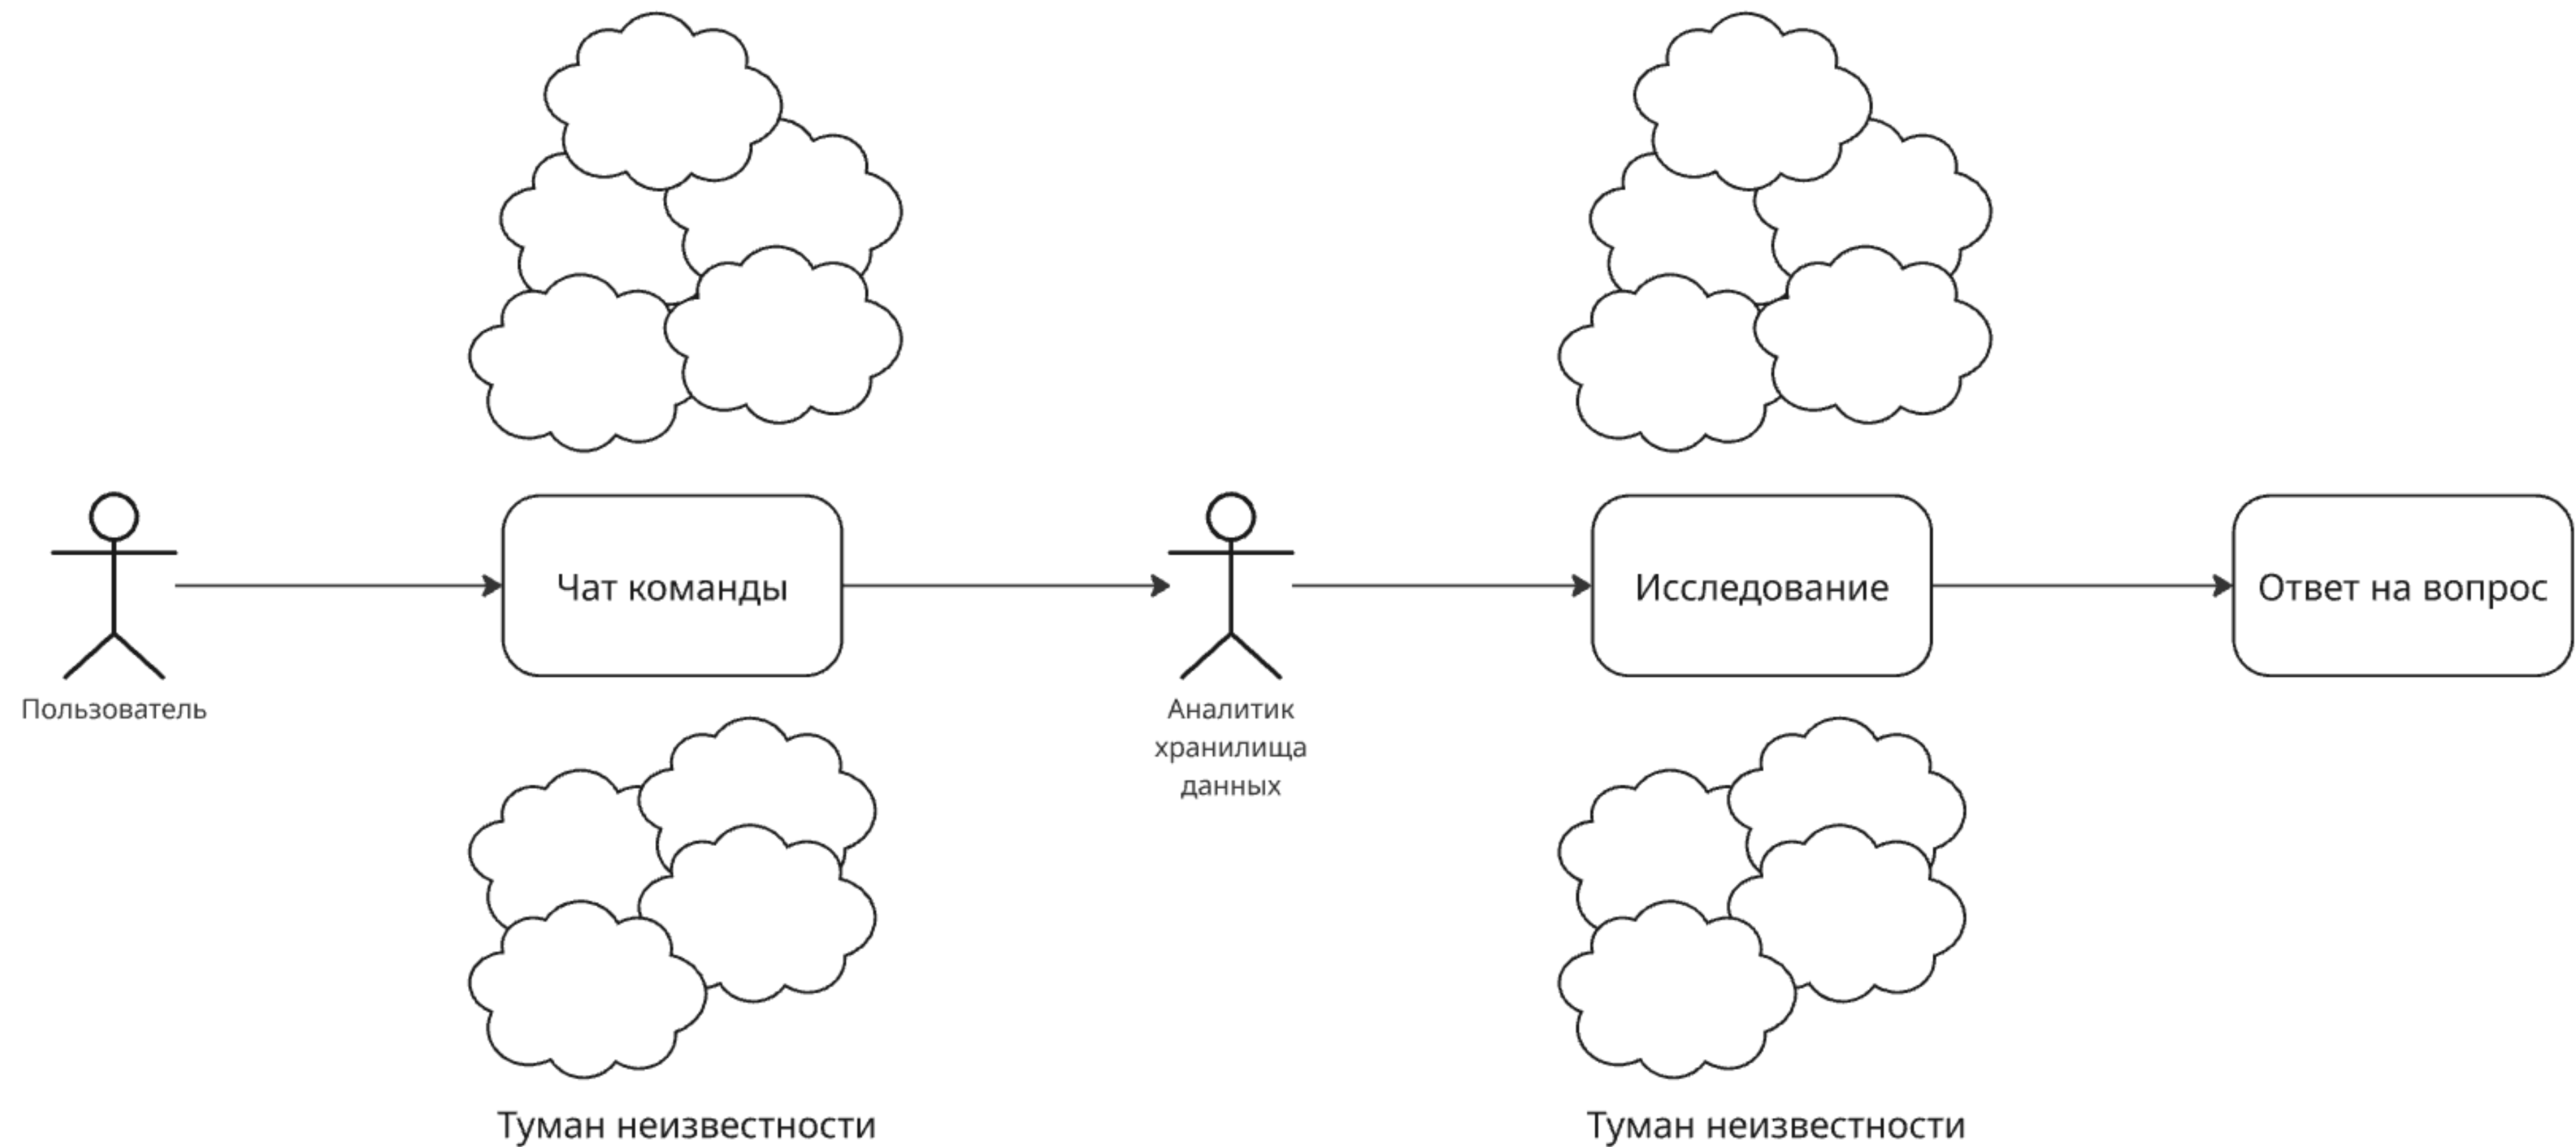 Чат команды
Исследование
Ответ на вопрос
Пользователь
Аналитик
хранилища
данных
Туман неизвестности
Туман неизвестности